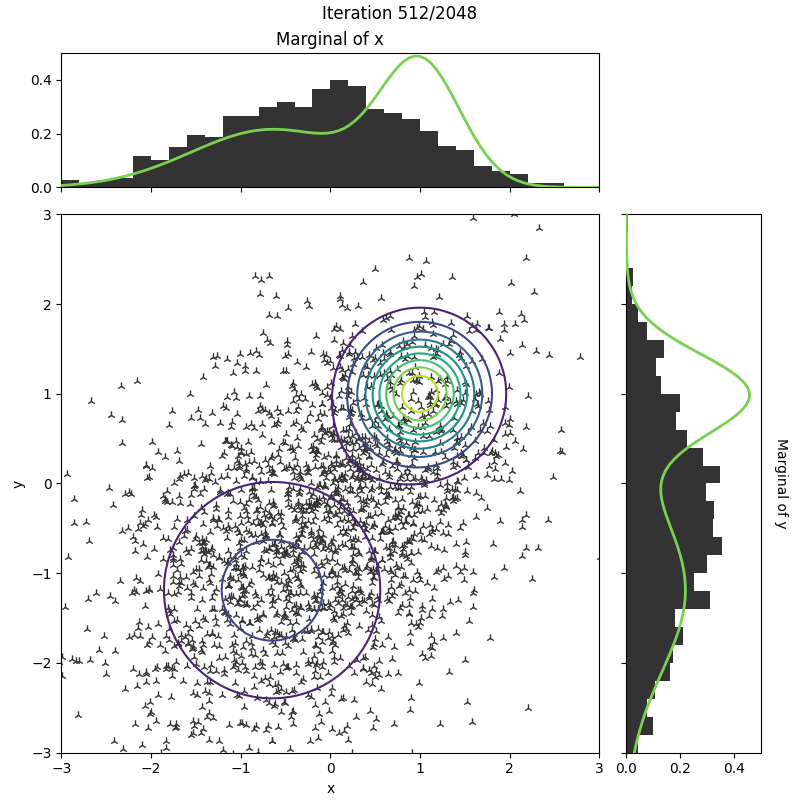 Iteration 512/2048
Marginal of x
0.4
0.2
0.0
3
2
1
0
−1
−2
−3
y
−3 −2 −1 0 1 2 3
x
0.0 0.2 0.4
Marginal of y